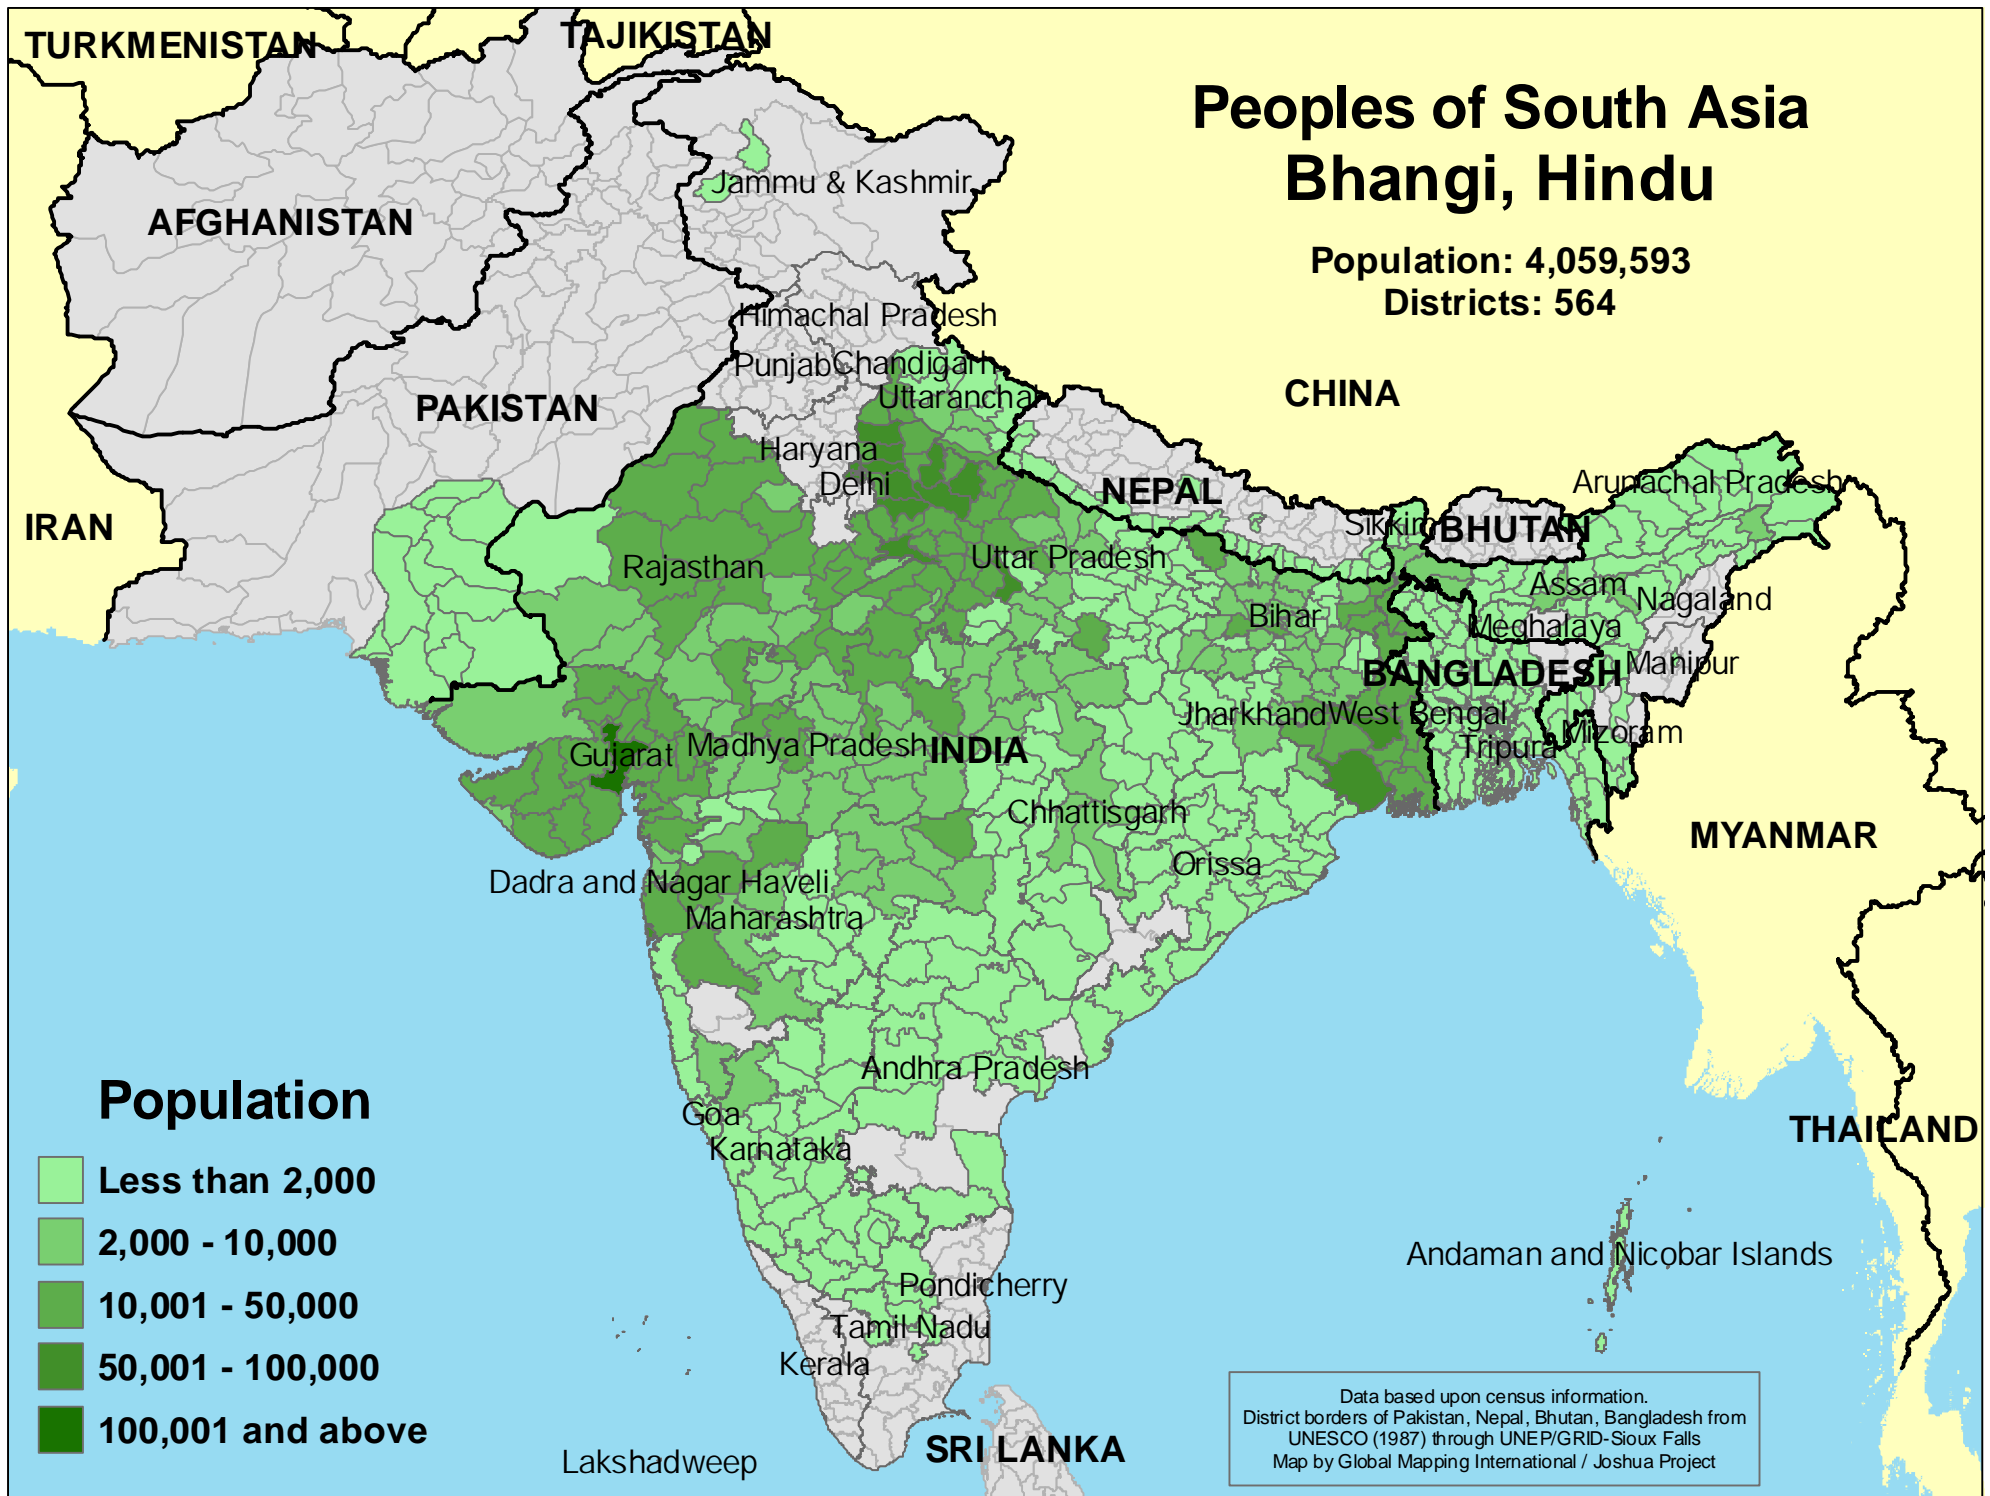 TURKMENISTAN
TAJIKISTAN
Peoples of South Asia
Bhangi, Hindu
Population: 4,059,593
Districts: 564
Jammu & Kashmir
AFGHANISTAN
Himachal Pradesh
Punjab
Chandigarh
CHINA
Uttaranchal
PAKISTAN
Haryana
Delhi
NEPAL
Arunachal Pradesh
IRAN
Sikkim
BHUTAN
Rajasthan
Uttar Pradesh
Assam
Nagaland
Bihar
Meghalaya
BANGLADESH
Manipur
Jharkhand
West Bengal
Gujarat
Madhya Pradesh
INDIA
Tripura
Mizoram
Chhattisgarh
MYANMAR
Orissa
Dadra and Nagar Haveli
Maharashtra
Andhra Pradesh
Goa
Karnataka
THAILAND
Andaman and Nicobar Islands
Pondicherry
Tamil Nadu
Kerala
Lakshadweep
SRI LANKA
Population
Less than 2,000
2,000 - 10,000
10,001 - 50,000
50,001 - 100,000
100,001 and above
Data based upon census information.
District borders of Pakistan, Nepal, Bhutan, Bangladesh from
UNESCO (1987) through UNEP/GRID-Sioux Falls
Map by Global Mapping International / Joshua Project